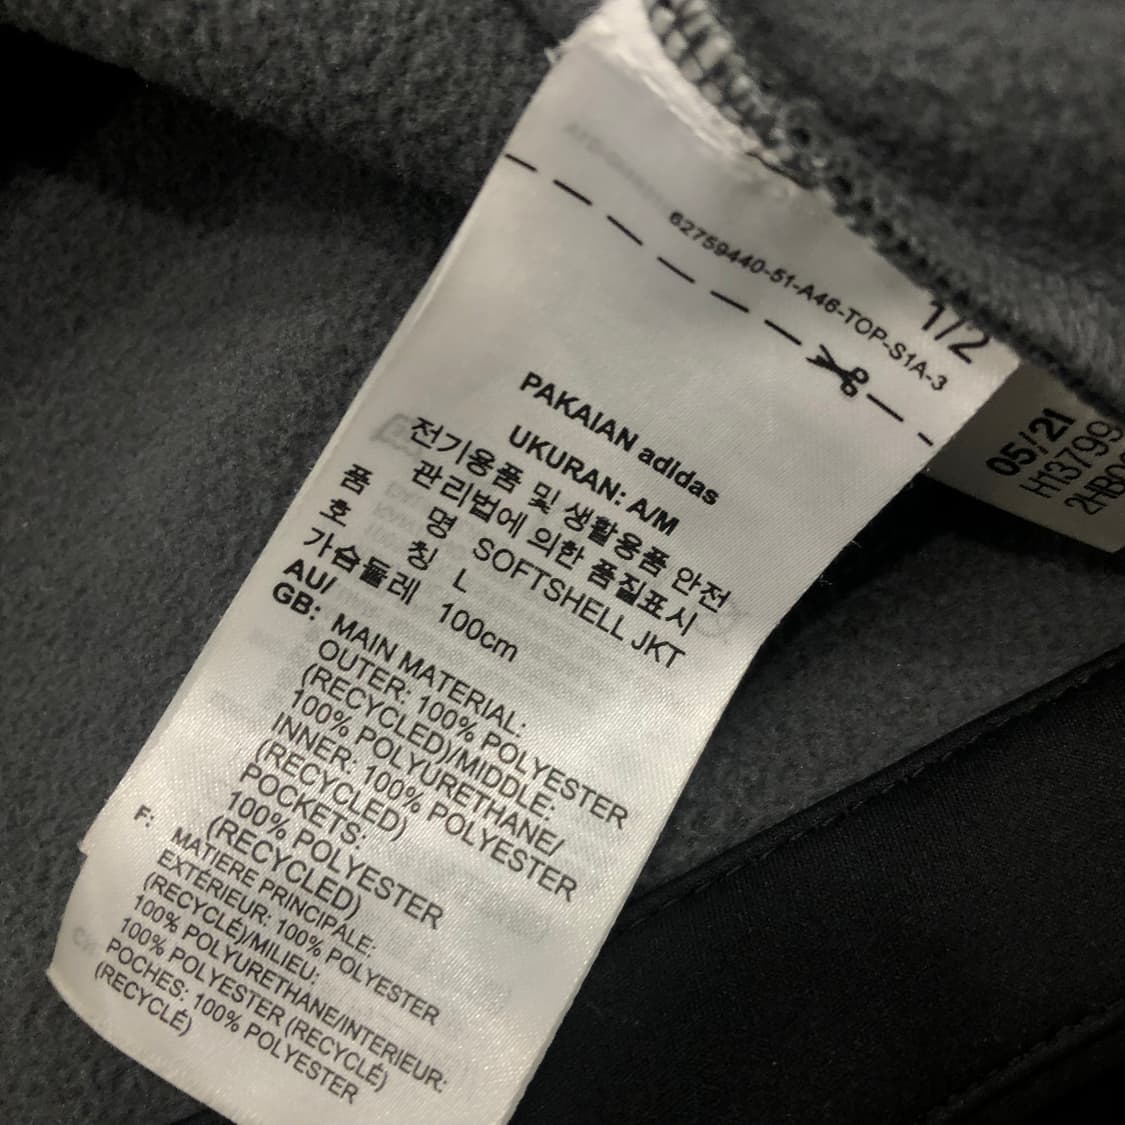 62759440-51-A46-TOP-S1A-3
1/2
PAKAIAN adidas
UKURAN: A/M
전기용품 및 생활용품 안전
관리법에 의한 품질표시
품 명 SOFTSHELL JKT
호 칭 L
가슴둘레 100cm
AU/
GB: MAIN MATERIAL:
OUTER: 100% POLYESTER
(RECYCLED)/MIDDLE:
100% POLYURETHANE/
INNER: 100% POLYESTER
(RECYCLED)
POCKETS:
100% POLYESTER
(RECYCLED)
F: MATIÈRE PRINCIPALE:
EXTÉRIEUR: 100% POLYESTER
(RECYCLÉ)/MILIEU:
100% POLYURETHANE/INTERIEUR:
100% POLYESTER (RECYCLÉ)
POCHES: 100% POLYESTER
(RECYCLÉ)
05/21